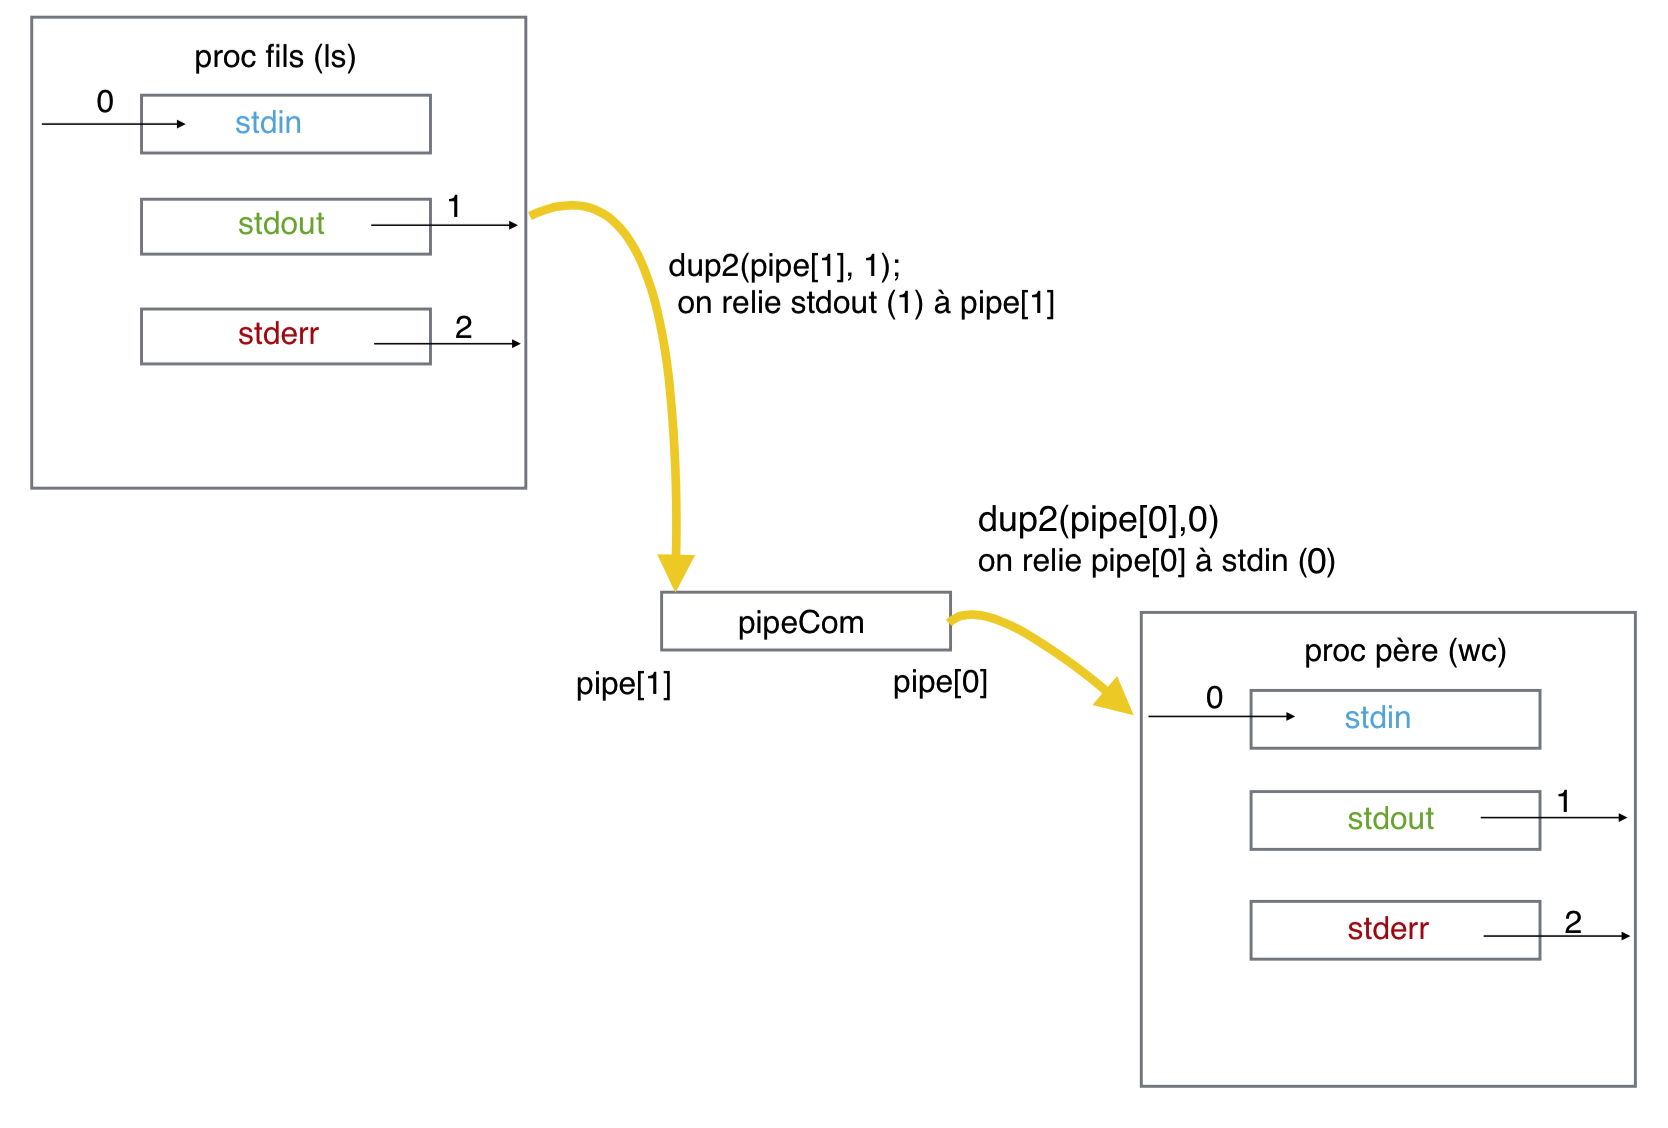 proc fils (ls)
0
stdin
stdout
1
stderr
2
dup2(pipe[1], 1);
on relie stdout (1) à pipe[1]
dup2(pipe[0],0)
on relie pipe[0] à stdin (0)
pipeCom
pipe[1]
pipe[0]
proc père (wc)
0
stdin
stdout
1
stderr
2